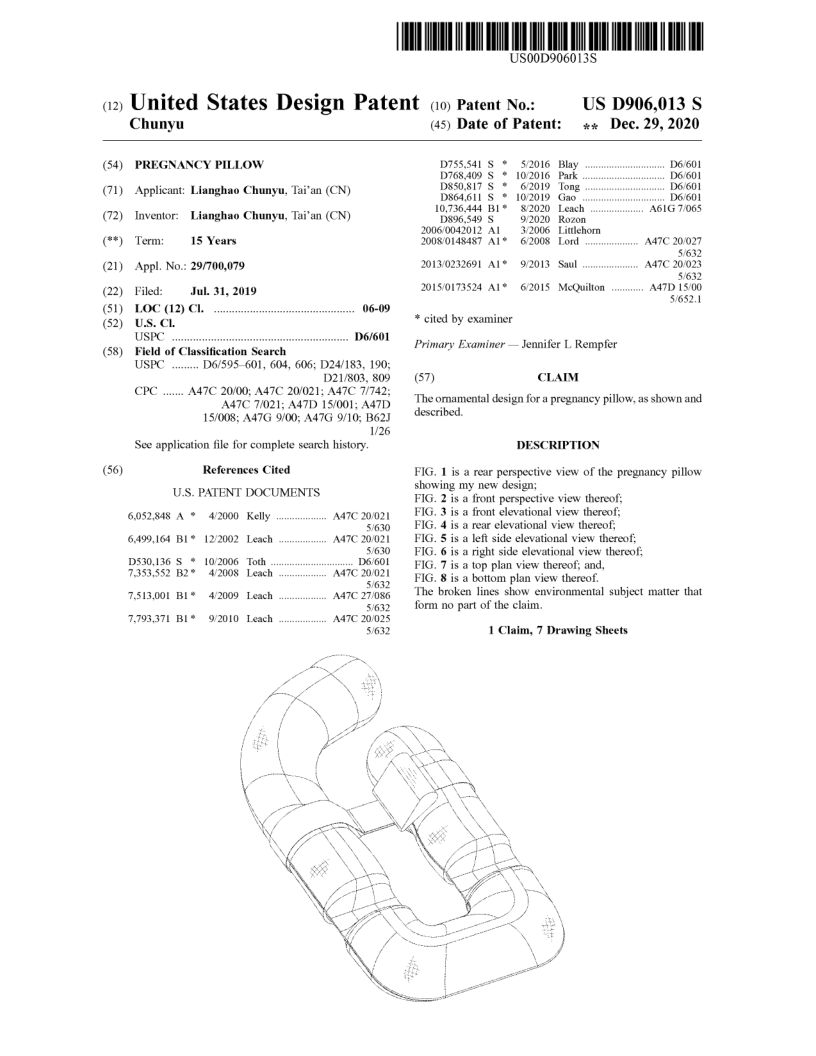 US00D906013S
(12) United States Design Patent (10) Patent No.: US D906,013 S
Chunyu (45) Date of Patent: ** Dec. 29, 2020
(54) PREGNANCY PILLOW
(71) Applicant: Lianghao Chunyu, Tai'an (CN)
(72) Inventor: Lianghao Chunyu, Tai'an (CN)
(**) Term: 15 Years
(21) Appl. No.: 29/700,079
(22) Filed: Jul. 31, 2019
(51) LOC (12) Cl. .............................................. 06-09
(52) U.S. Cl.
USPC .......................................................... D6/601
(58) Field of Classification Search
USPC ......... D6/595–601, 604, 606; D24/183, 190;
D21/803, 809
CPC ....... A47C 20/00; A47C 20/021; A47C 7/742;
A47C 7/021; A47D 15/001; A47D
15/008; A47G 9/00; A47G 9/10; B62J
1/26
See application file for complete search history.
(56) References Cited
U.S. PATENT DOCUMENTS
6,052,848 A * 4/2000 Kelly .................. A47C 20/021
5/630
6,499,164 B1* 12/2002 Leach ................. A47C 20/021
5/630
D530,136 S * 10/2006 Toth ............................. D6/601
7,353,552 B2* 4/2008 Leach ................. A47C 20/021
5/632
7,513,001 B1* 4/2009 Leach ................. A47C 27/086
5/632
7,793,371 B1* 9/2010 Leach ................. A47C 20/025
5/632
D755,541 S * 5/2016 Blay ............................. D6/601
D768,409 S * 10/2016 Park ............................. D6/601
D850,817 S * 6/2019 Tong ............................ D6/601
D864,611 S * 10/2019 Gao ............................. D6/601
10,736,444 B1* 8/2020 Leach ................... A61G 7/065
D896,549 S 9/2020 Rozon
2006/0042012 A1 3/2006 Littlehorn
2008/0148487 A1* 6/2008 Lord ................... A47C 20/027
5/632
2013/0232691 A1* 9/2013 Saul .................... A47C 20/023
5/632
2015/0173524 A1* 6/2015 McQuilton ............ A47D 15/00
5/652.1
* cited by examiner
Primary Examiner — Jennifer L Rempfer
(57) CLAIM
The ornamental design for a pregnancy pillow, as shown and
described.
DESCRIPTION
FIG. 1 is a rear perspective view of the pregnancy pillow
showing my new design;
FIG. 2 is a front perspective view thereof;
FIG. 3 is a front elevational view thereof;
FIG. 4 is a rear elevational view thereof;
FIG. 5 is a left side elevational view thereof;
FIG. 6 is a right side elevational view thereof;
FIG. 7 is a top plan view thereof; and,
FIG. 8 is a bottom plan view thereof.
The broken lines show environmental subject matter that
form no part of the claim.
1 Claim, 7 Drawing Sheets